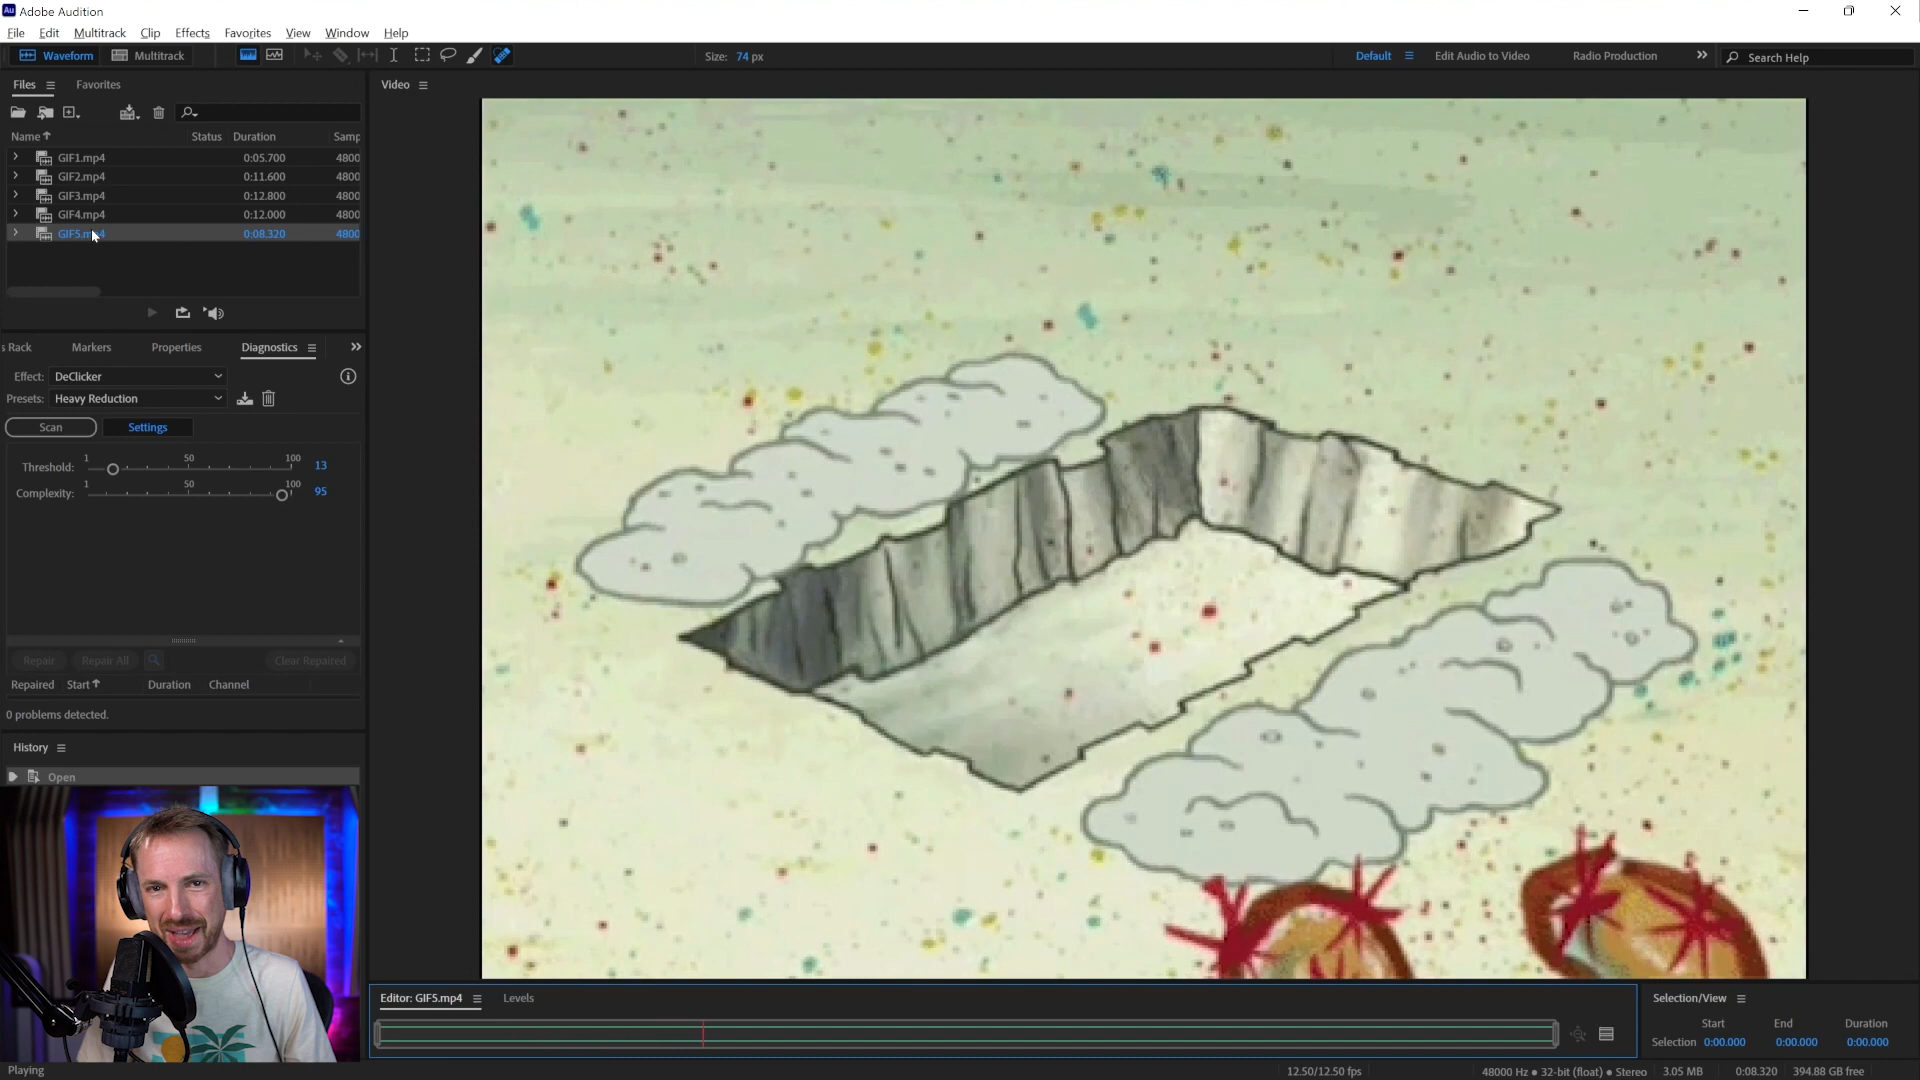 Au Adobe Audition
File Edit Multitrack Clip Effects Favorites View Window Help
Waveform Multitrack Size: 74 px Default Edit Audio to Video Radio Production Search Help
Files Favorites Video
Name Status Duration Samp
GIF1.mp4 0:05.700 4800
GIF2.mp4 0:11.600 4800
GIF3.mp4 0:12.800 4800
GIF4.mp4 0:12.000 4800
GIF5.mp4 0:08.320 4800
s Rack Markers Properties Diagnostics
Effect: DeClicker
Presets: Heavy Reduction
Scan Settings
1 50 100
Threshold: 13
1 50 100
Complexity: 95
Repair Repair All Clear Repaired
Repaired Start Duration Channel
0 problems detected.
History
Open
Editor: GIF5.mp4 Levels Selection/View
Start End Duration
Selection 0:00.000 0:00.000 0:00.000
Playing 12.50/12.50 fps 48000 Hz • 32-bit (float) • Stereo 3.05 MB 0:08.320 394.88 GB free